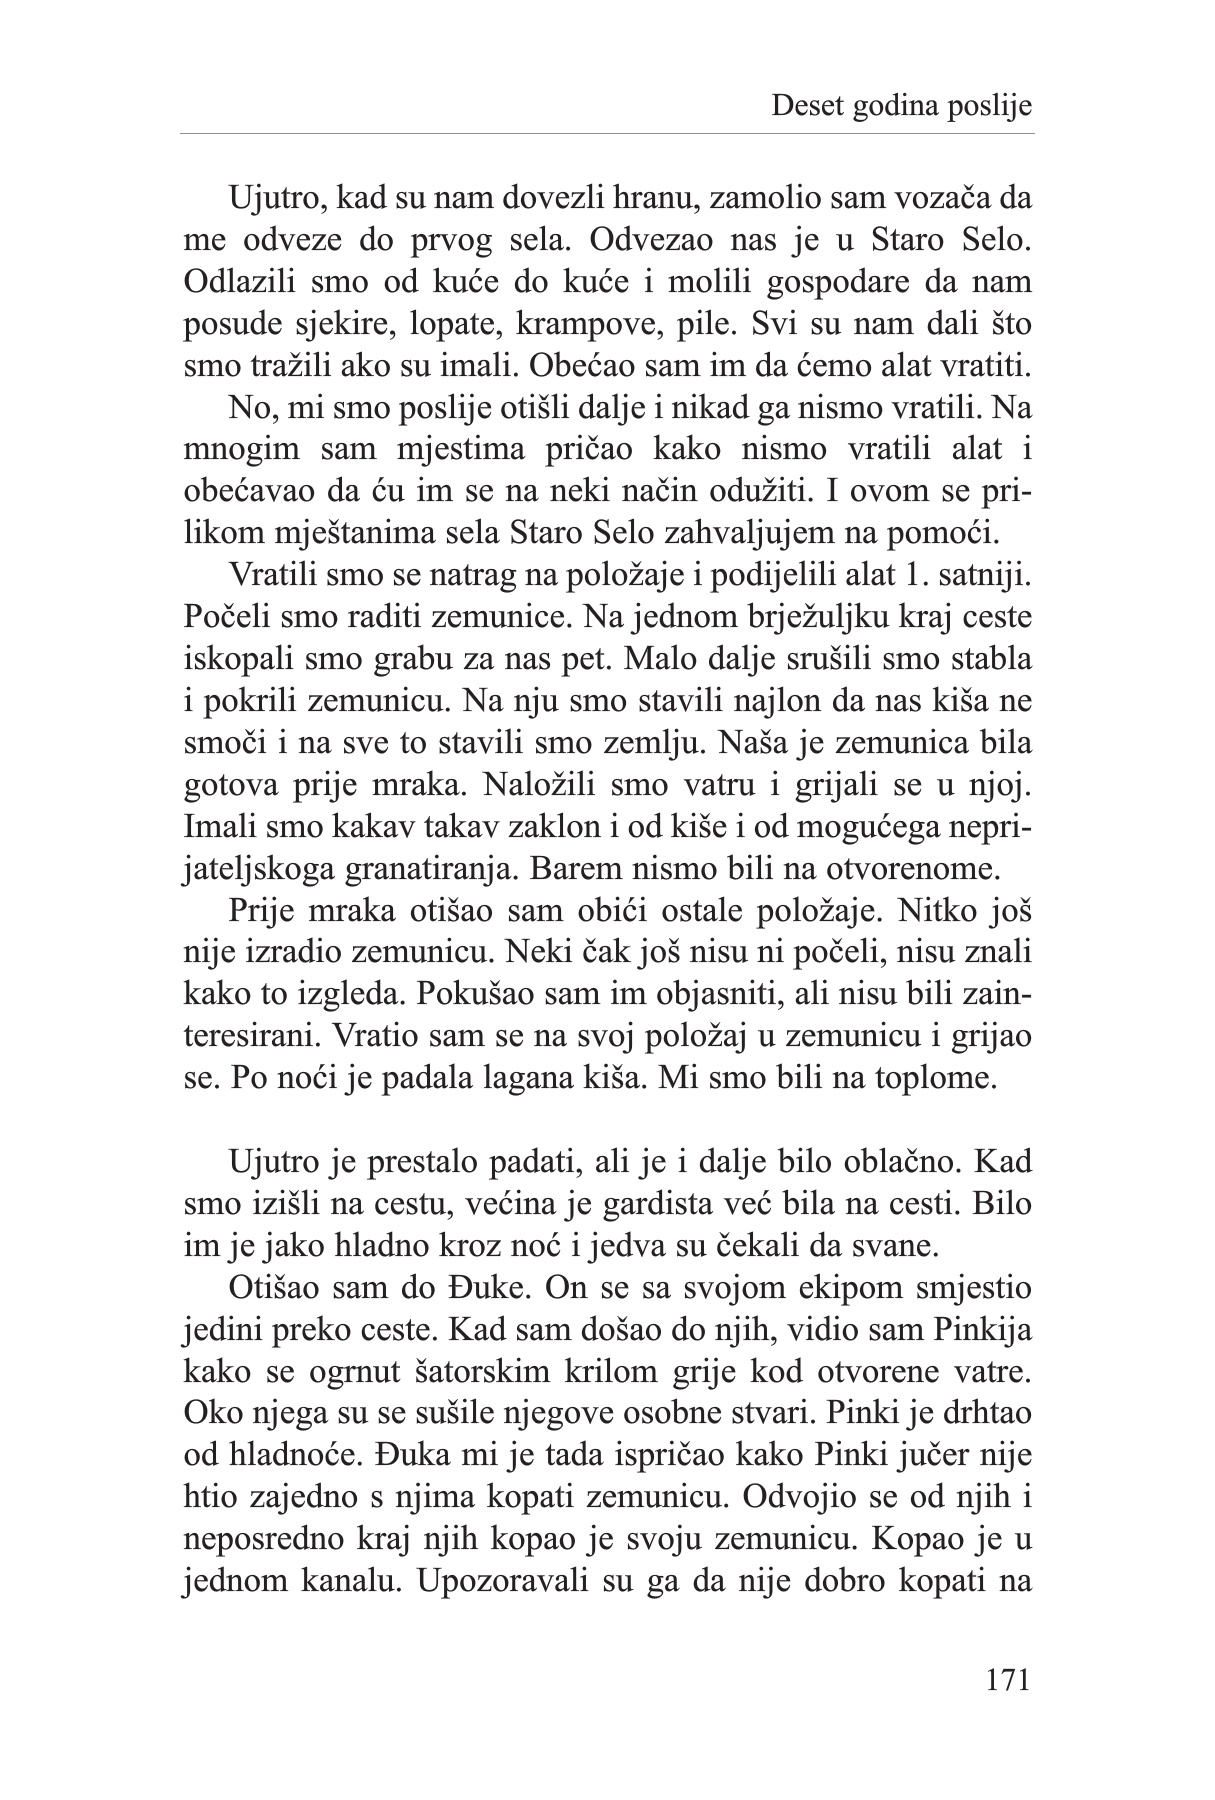 Deset godina poslije
Ujutro, kad su nam dovezli hranu, zamolio sam vozača da
me odveze do prvog sela. Odvezao nas je u Staro Selo.
Odlazili smo od kuće do kuće i molili gospodare da nam
posude sjekire, lopate, krampove, pile. Svi su nam dali što
smo tražili ako su imali. Obećao sam im da ćemo alat vratiti.
No, mi smo poslije otišli dalje i nikad ga nismo vratili. Na
mnogim sam mjestima pričao kako nismo vratili alat i
obećavao da ću im se na neki način odužiti. I ovom se pri-
likom mještanima sela Staro Selo zahvaljujem na pomoći.
Vratili smo se natrag na položaje i podijelili alat 1. satniji.
Počeli smo raditi zemunice. Na jednom brježuljku kraj ceste
iskopali smo grabu za nas pet. Malo dalje srušili smo stabla
i pokrili zemunicu. Na nju smo stavili najlon da nas kiša ne
smoči i na sve to stavili smo zemlju. Naša je zemunica bila
gotova prije mraka. Naložili smo vatru i grijali se u njoj.
Imali smo kakav takav zaklon i od kiše i od mogućega nepri-
jateljskoga granatiranja. Barem nismo bili na otvorenome.
Prije mraka otišao sam obići ostale položaje. Nitko još
nije izradio zemunicu. Neki čak još nisu ni počeli, nisu znali
kako to izgleda. Pokušao sam im objasniti, ali nisu bili zain-
teresirani. Vratio sam se na svoj položaj u zemunicu i grijao
se. Po noći je padala lagana kiša. Mi smo bili na toplome.
Ujutro je prestalo padati, ali je i dalje bilo oblačno. Kad
smo izišli na cestu, većina je gardista već bila na cesti. Bilo
im je jako hladno kroz noć i jedva su čekali da svane.
Otišao sam do Đuke. On se sa svojom ekipom smjestio
jedini preko ceste. Kad sam došao do njih, vidio sam Pinkija
kako se ogrnut šatorskim krilom grije kod otvorene vatre.
Oko njega su se sušile njegove osobne stvari. Pinki je drhtao
od hladnoće. Đuka mi je tada ispričao kako Pinki jučer nije
htio zajedno s njima kopati zemunicu. Odvojio se od njih i
neposredno kraj njih kopao je svoju zemunicu. Kopao je u
jednom kanalu. Upozoravali su ga da nije dobro kopati na
171